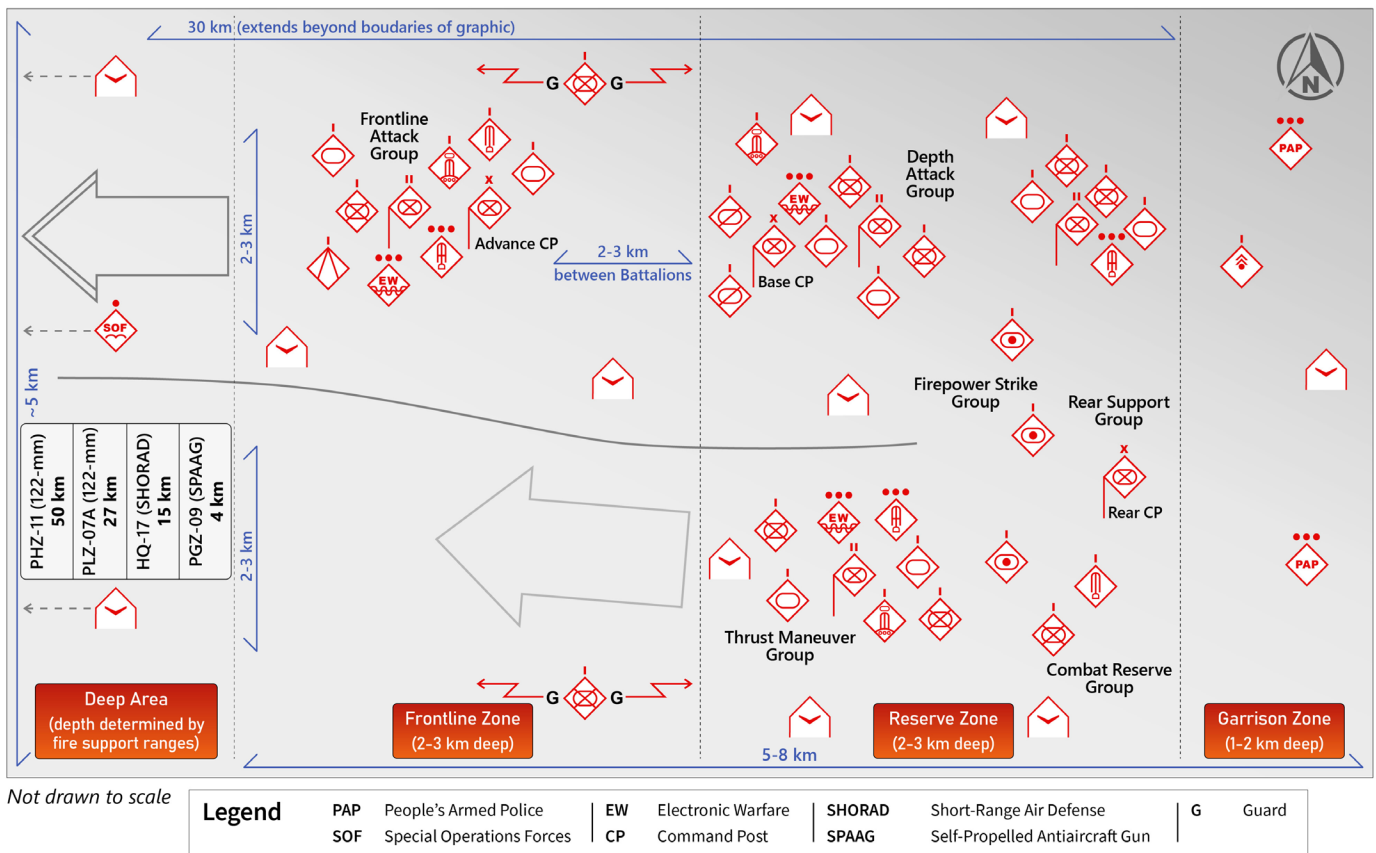 30 km (extends beyond boudaries of graphic)
N
G G
Frontline
Attack
Group
Depth
Attack
Group
PAP
2-3 km
X
Advance CP
EW
2-3 km
between Battalions
EW
X
Base CP
SOF
~5 km
Firepower Strike
Group
Rear Support
Group
X
Rear CP
PHZ-11 (122-mm)
50 km
PLZ-07A (122-mm)
27 km
HQ-17 (SHORAD)
15 km
PGZ-09 (SPAAG)
4 km
2-3 km
EW
PAP
Thrust Maneuver
Group
Combat Reserve
Group
G G
Deep Area
(depth determined by
fire support ranges)
Frontline Zone
(2-3 km deep)
Reserve Zone
(2-3 km deep)
Garrison Zone
(1-2 km deep)
5-8 km
Not drawn to scale
Legend
PAP People's Armed Police
SOF Special Operations Forces
EW Electronic Warfare
CP Command Post
SHORAD Short-Range Air Defense
SPAAG Self-Propelled Antiaircraft Gun
G Guard